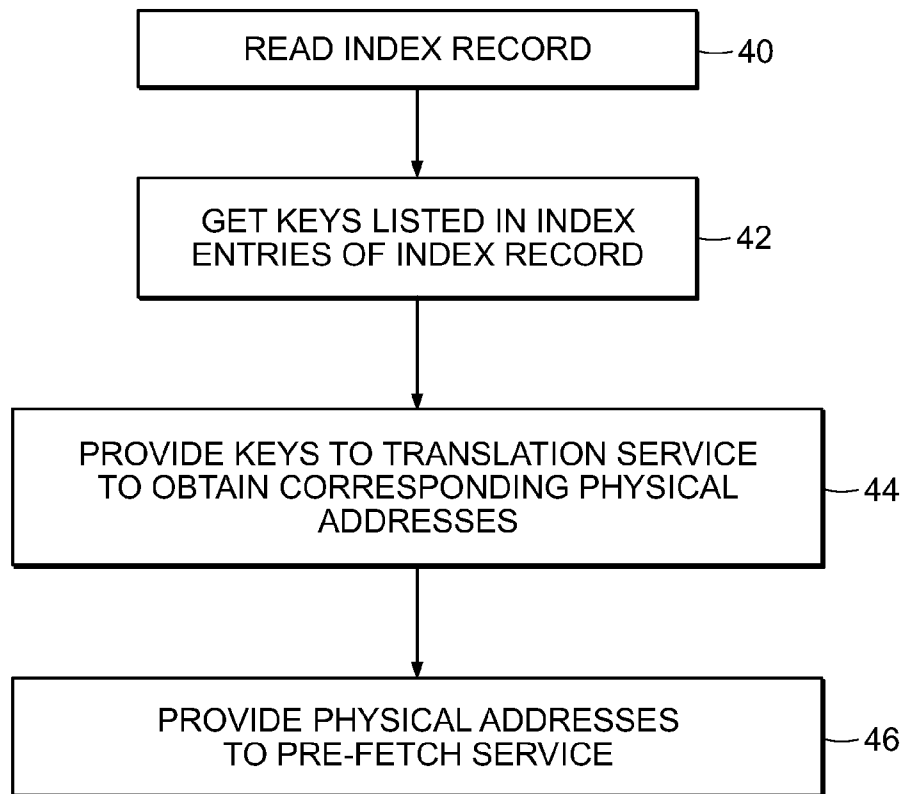 READ INDEX RECORD
40
GET KEYS LISTED IN INDEX
ENTRIES OF INDEX RECORD
42
PROVIDE KEYS TO TRANSLATION SERVICE
TO OBTAIN CORRESPONDING PHYSICAL
ADDRESSES
44
PROVIDE PHYSICAL ADDRESSES
TO PRE-FETCH SERVICE
46